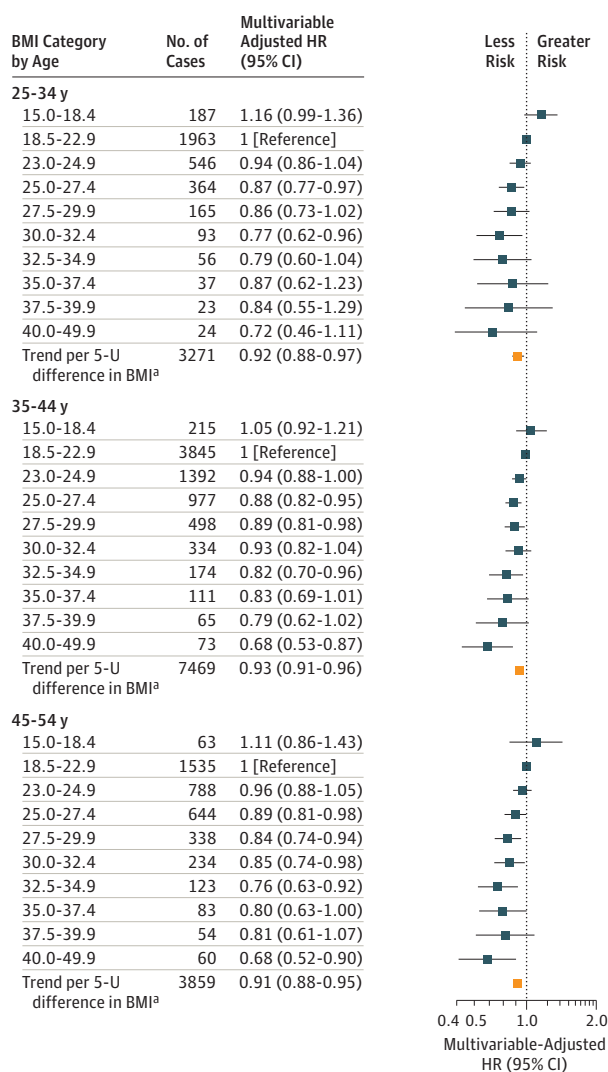 BMI Category by Age No. of Cases Multivariable Adjusted HR (95% CI) Less Risk Greater Risk
25-34 y
15.0-18.4 187 1.16 (0.99-1.36)
18.5-22.9 1963 1 [Reference]
23.0-24.9 546 0.94 (0.86-1.04)
25.0-27.4 364 0.87 (0.77-0.97)
27.5-29.9 165 0.86 (0.73-1.02)
30.0-32.4 93 0.77 (0.62-0.96)
32.5-34.9 56 0.79 (0.60-1.04)
35.0-37.4 37 0.87 (0.62-1.23)
37.5-39.9 23 0.84 (0.55-1.29)
40.0-49.9 24 0.72 (0.46-1.11)
Trend per 5-U 3271 0.92 (0.88-0.97)
difference in BMIa
35-44 y
15.0-18.4 215 1.05 (0.92-1.21)
18.5-22.9 3845 1 [Reference]
23.0-24.9 1392 0.94 (0.88-1.00)
25.0-27.4 977 0.88 (0.82-0.95)
27.5-29.9 498 0.89 (0.81-0.98)
30.0-32.4 334 0.93 (0.82-1.04)
32.5-34.9 174 0.82 (0.70-0.96)
35.0-37.4 111 0.83 (0.69-1.01)
37.5-39.9 65 0.79 (0.62-1.02)
40.0-49.9 73 0.68 (0.53-0.87)
Trend per 5-U 7469 0.93 (0.91-0.96)
difference in BMIa
45-54 y
15.0-18.4 63 1.11 (0.86-1.43)
18.5-22.9 1535 1 [Reference]
23.0-24.9 788 0.96 (0.88-1.05)
25.0-27.4 644 0.89 (0.81-0.98)
27.5-29.9 338 0.84 (0.74-0.94)
30.0-32.4 234 0.85 (0.74-0.98)
32.5-34.9 123 0.76 (0.63-0.92)
35.0-37.4 83 0.80 (0.63-1.00)
37.5-39.9 54 0.81 (0.61-1.07)
40.0-49.9 60 0.68 (0.52-0.90)
Trend per 5-U 3859 0.91 (0.88-0.95)
difference in BMIa
0.4 0.5 1.0 2.0
Multivariable-Adjusted
HR (95% CI)